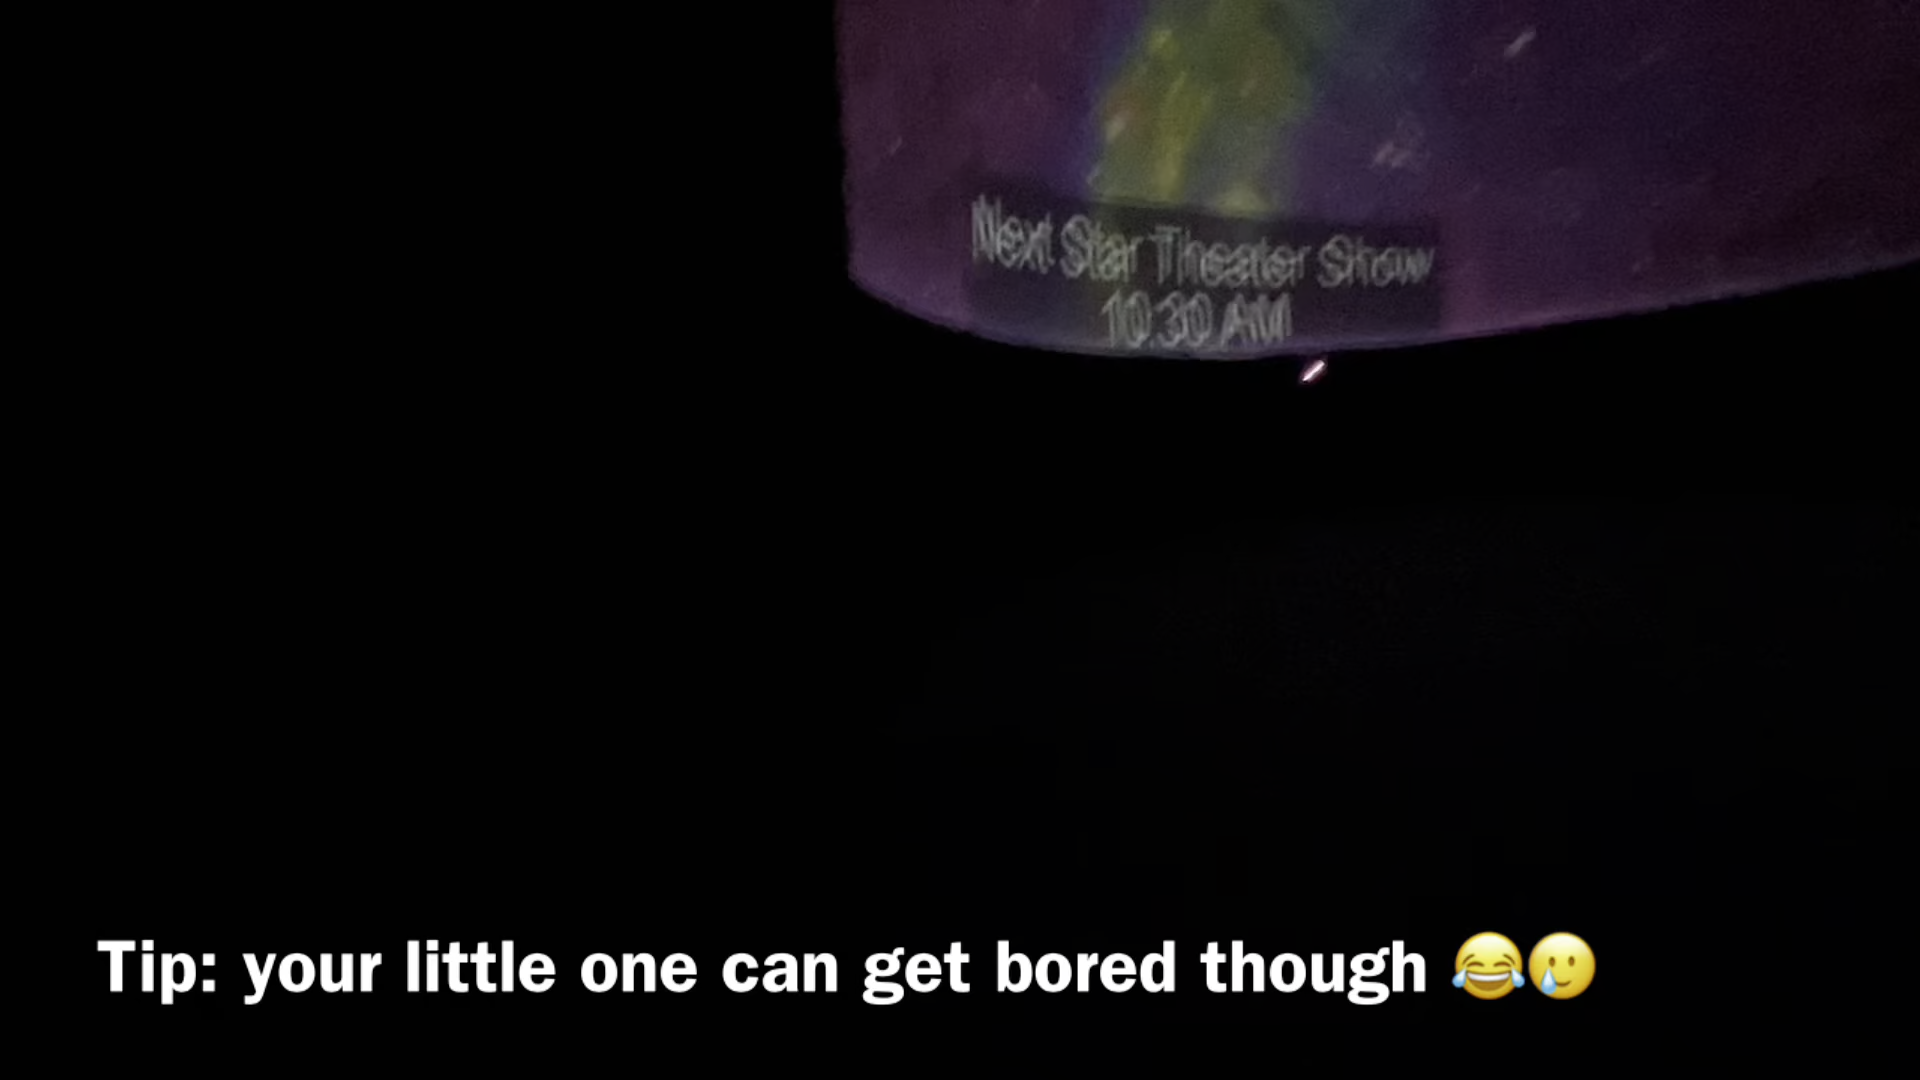 Next Star Theater Show
10:30 AM
Tip: your little one can get bored though 😂🥲